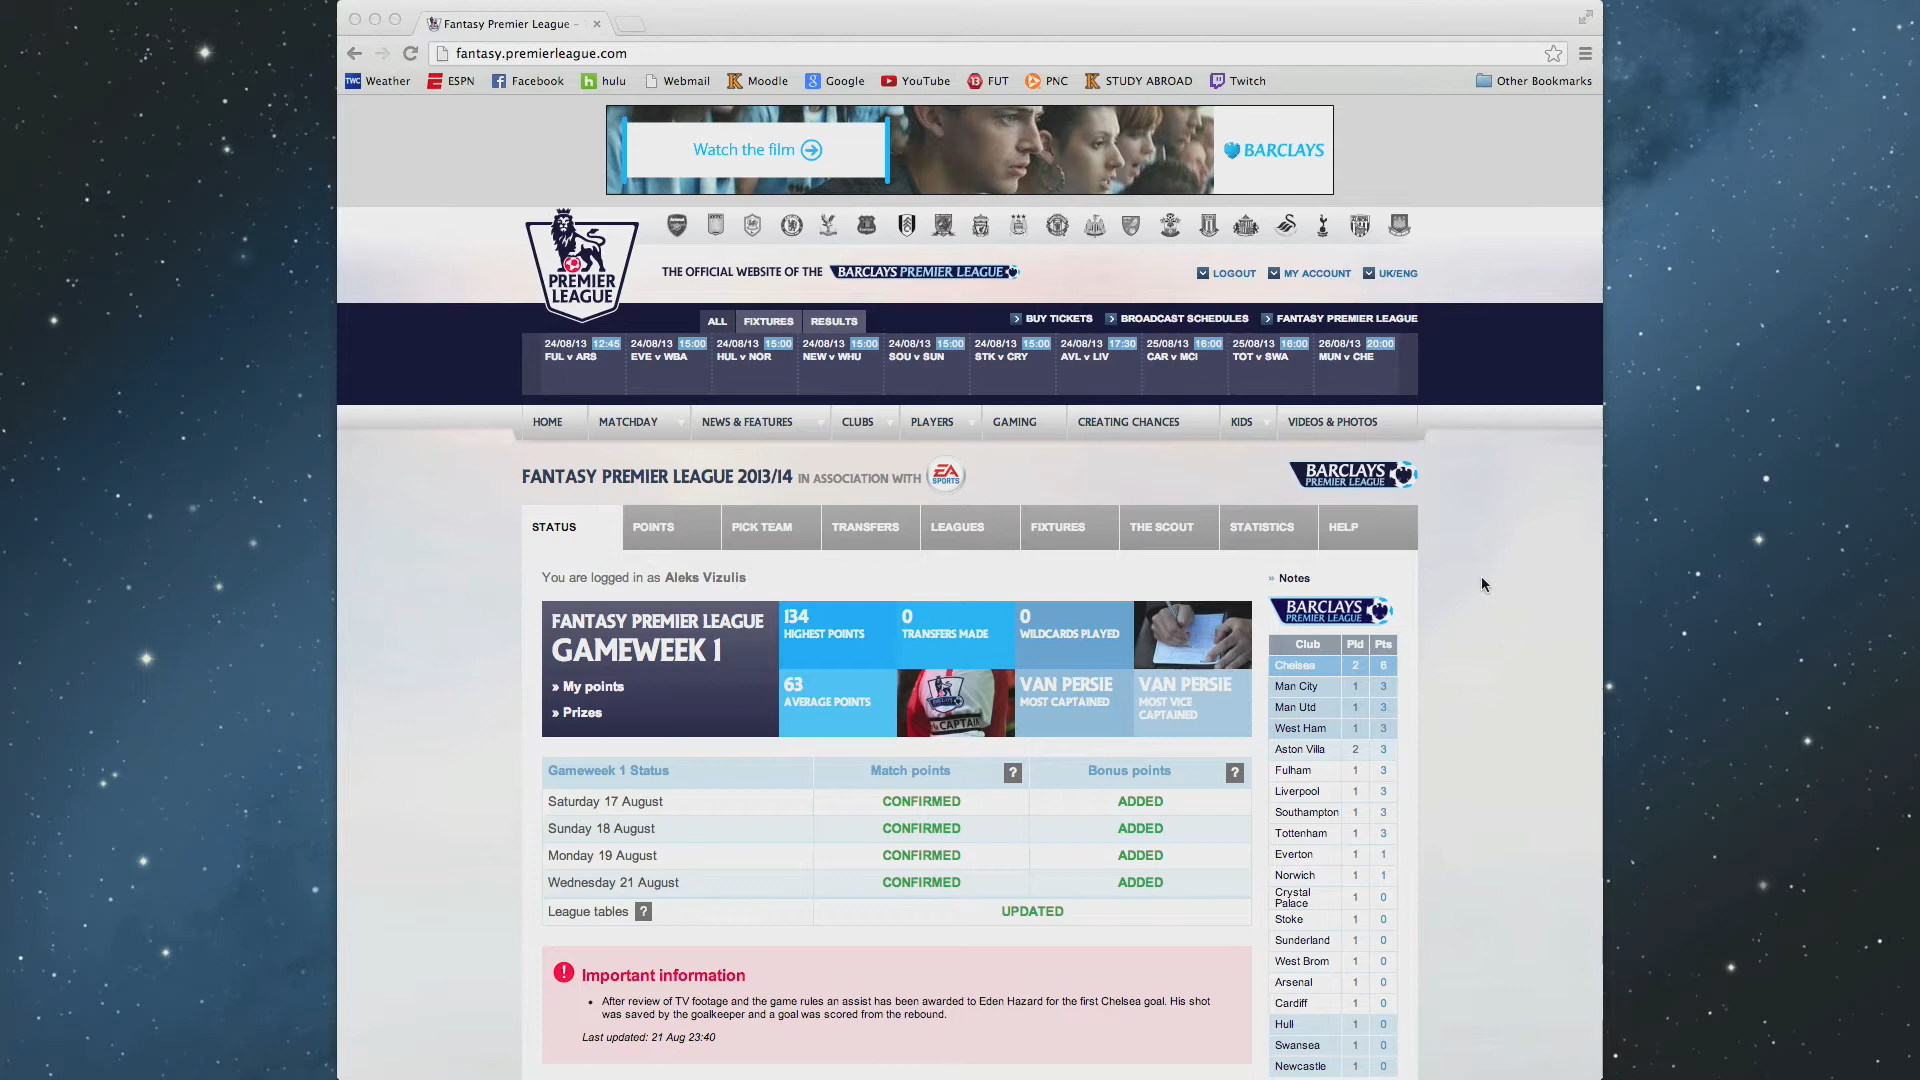 Fantasy Premier League -
fantasy.premierleague.com
TWC Weather ESPN Facebook hulu Webmail Moodle Google YouTube FUT PNC STUDY ABROAD Twitch Other Bookmarks
Watch the film
BARCLAYS
PREMIER
LEAGUE
THE OFFICIAL WEBSITE OF THE BARCLAYS PREMIER LEAGUE
LOGOUT MY ACCOUNT UK/ENG
ALL FIXTURES RESULTS
BUY TICKETS BROADCAST SCHEDULES FANTASY PREMIER LEAGUE
24/08/13 12:45 24/08/13 15:00 24/08/13 15:00 24/08/13 15:00 24/08/13 15:00 24/08/13 15:00 24/08/13 17:30 25/08/13 16:00 25/08/13 16:00 26/08/13 20:00
FUL v ARS EVE v WBA HUL v NOR NEW v WHU SOU v SUN STK v CRY AVL v LIV CAR v MCI TOT v SWA MUN v CHE
HOME MATCHDAY NEWS & FEATURES CLUBS PLAYERS GAMING CREATING CHANCES KIDS VIDEOS & PHOTOS
FANTASY PREMIER LEAGUE 2013/14 IN ASSOCIATION WITH EA SPORTS
BARCLAYS
PREMIER LEAGUE
STATUS POINTS PICK TEAM TRANSFERS LEAGUES FIXTURES THE SCOUT STATISTICS HELP
You are logged in as Aleks Vizulis
FANTASY PREMIER LEAGUE
GAMEWEEK 1
» My points
» Prizes
134
HIGHEST POINTS
0
TRANSFERS MADE
0
WILDCARDS PLAYED
63
AVERAGE POINTS
CAPTAIN
VAN PERSIE
MOST CAPTAINED
VAN PERSIE
MOST VICE
CAPTAINED
Gameweek 1 Status Match points ? Bonus points ?
Saturday 17 August CONFIRMED ADDED
Sunday 18 August CONFIRMED ADDED
Monday 19 August CONFIRMED ADDED
Wednesday 21 August CONFIRMED ADDED
League tables ? UPDATED
! Important information
• After review of TV footage and the game rules an assist has been awarded to Eden Hazard for the first Chelsea goal. His shot
was saved by the goalkeeper and a goal was scored from the rebound.
Last updated: 21 Aug 23:40
» Notes
BARCLAYS
PREMIER LEAGUE
Club Pld Pts
Chelsea 2 6
Man City 1 3
Man Utd 1 3
West Ham 1 3
Aston Villa 2 3
Fulham 1 3
Liverpool 1 3
Southampton 1 3
Tottenham 1 3
Everton 1 1
Norwich 1 1
Crystal
Palace 1 0
Stoke 1 0
Sunderland 1 0
West Brom 1 0
Arsenal 1 0
Cardiff 1 0
Hull 1 0
Swansea 1 0
Newcastle 1 0